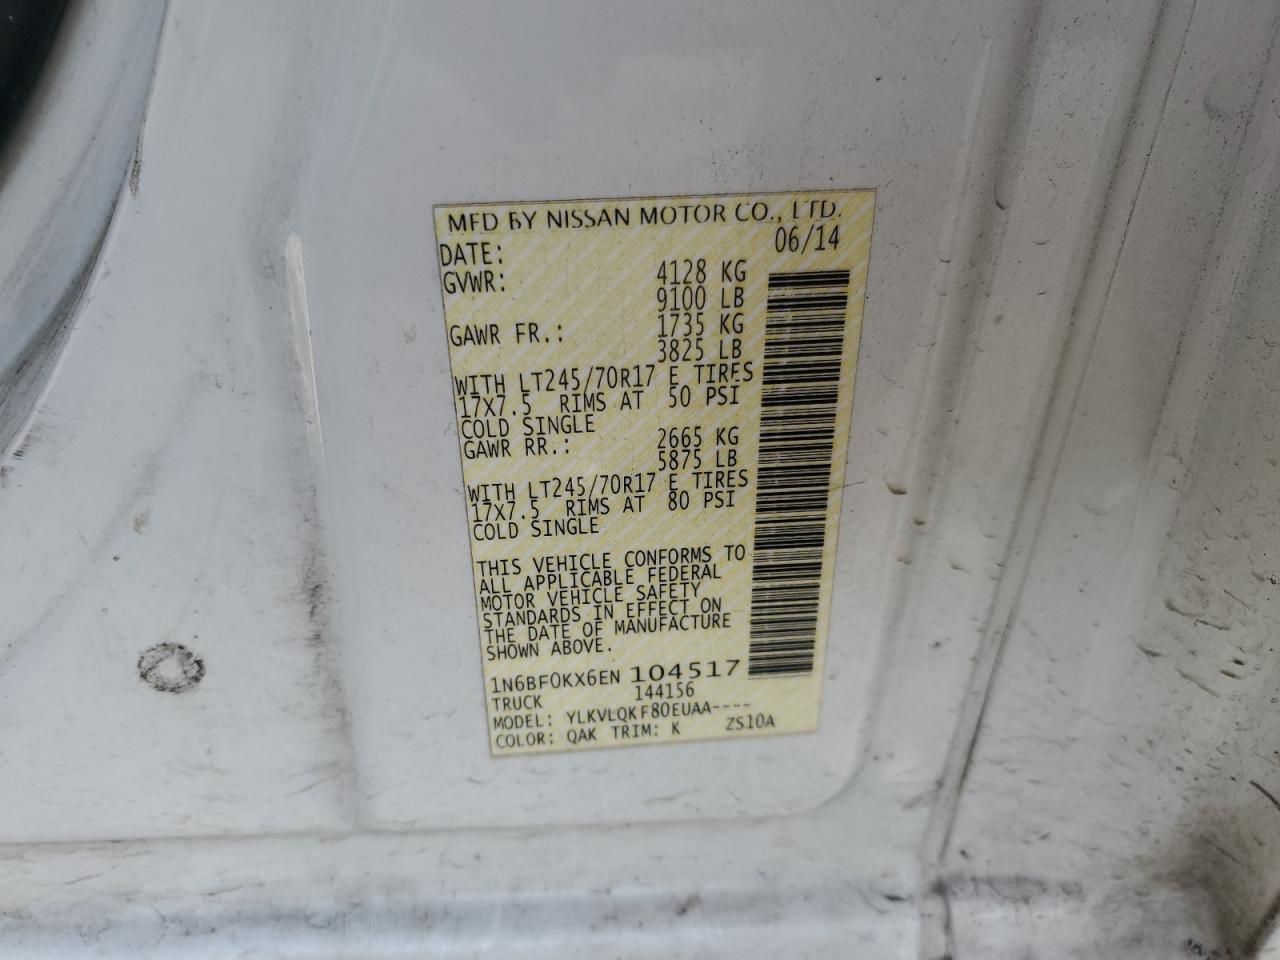 MFD BY NISSAN MOTOR CO., LTD.
DATE: 06/14
GVWR: 4128 KG
9100 LB
GAWR FR.: 1735 KG
3825 LB
WITH LT245/70R17 E TIRES
17X7.5 RIMS AT 50 PSI
COLD SINGLE
GAWR RR.: 2665 KG
5875 LB
WITH LT245/70R17 E TIRES
17X7.5 RIMS AT 80 PSI
COLD SINGLE
THIS VEHICLE CONFORMS TO
ALL APPLICABLE FEDERAL
MOTOR VEHICLE SAFETY
STANDARDS IN EFFECT ON
THE DATE OF MANUFACTURE
SHOWN ABOVE.
1N6BF0KX6EN 104517
TRUCK 144156
MODEL: YLKVLQKF80EUAA----
COLOR: QAK TRIM: K ZS10A